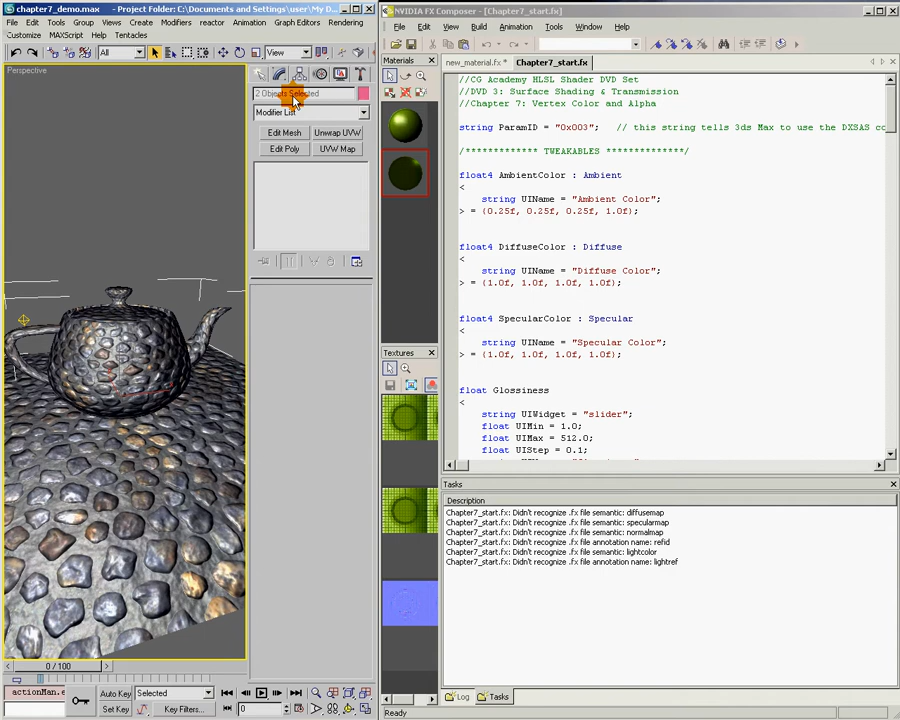 chapter7_demo.max - Project Folder: C:\Documents and Settings\user\My D
File Edit Tools Group Views Create Modifiers reactor Animation Graph Editors Rendering
Customize MAXScript Help Tentacles
All
View
Perspective
2 Objects Selected
Modifier List
Edit Mesh Unwrap UVW
Edit Poly UVW Map
0 / 100
actionMan.e
Auto Key Selected
Set Key Key Filters...
0
0
NVIDIA FX Composer - [Chapter7_start.fx]
File Edit View Build Animation Tools Window Help
Materials
Textures
new_material.fx * Chapter7_start.fx
//CG Academy HLSL Shader DVD Set
//DVD 3: Surface Shading & Transmission
//Chapter 7: Vertex Color and Alpha
string ParamID = "0x003"; // this string tells 3ds Max to use the DXSAS co
/************* TWEAKABLES **************/
float4 AmbientColor : Ambient
<
string UIName = "Ambient Color";
> = {0.25f, 0.25f, 0.25f, 1.0f};
float4 DiffuseColor : Diffuse
<
string UIName = "Diffuse Color";
> = {1.0f, 1.0f, 1.0f, 1.0f};
float4 SpecularColor : Specular
<
string UIName = "Specular Color";
> = {1.0f, 1.0f, 1.0f, 1.0f};
float Glossiness
<
string UIWidget = "slider";
float UIMin = 1.0;
float UIMax = 512.0;
float UIStep = 0.1;
Tasks
Description
Chapter7_start.fx: Didn't recognize .fx file semantic: diffusemap
Chapter7_start.fx: Didn't recognize .fx file semantic: specularmap
Chapter7_start.fx: Didn't recognize .fx file semantic: normalmap
Chapter7_start.fx: Didn't recognize .fx file annotation name: refid
Chapter7_start.fx: Didn't recognize .fx file semantic: lightcolor
Chapter7_start.fx: Didn't recognize .fx file annotation name: lightref
Log Tasks
Ready